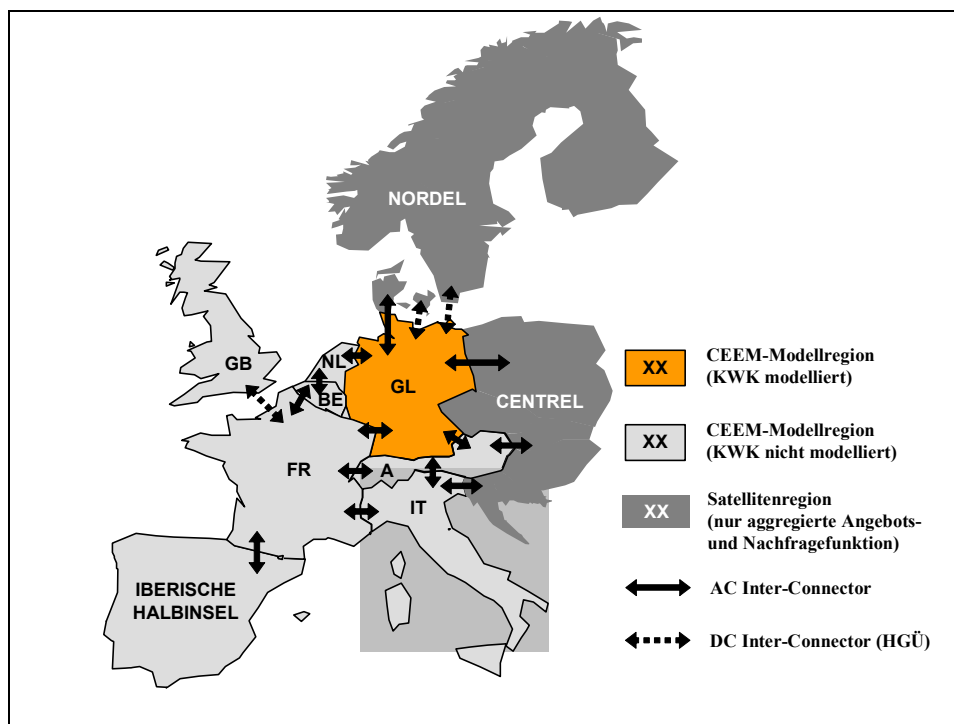 NORDEL
GB
NL
BE
GL
CENTREL
FR
A
IT
IBERISCHE
HALBINSEL
XX
CEEM-Modellregion
(KWK modelliert)
XX
CEEM-Modellregion
(KWK nicht modelliert)
XX
Satellitenregion
(nur aggregierte Angebots-
und Nachfragefunktion)
AC Inter-Connector
DC Inter-Connector (HGÜ)